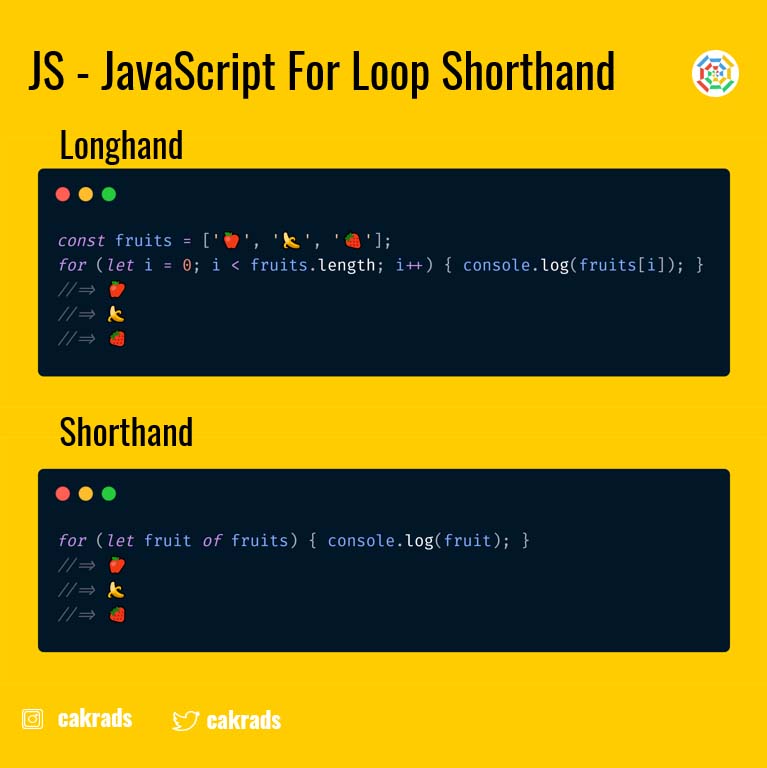 JS - JavaScript For Loop Shorthand
Longhand
const fruits = ['🍎', '🍌', '🍓'];
for (let i = 0; i < fruits.length; i++) { console.log(fruits[i]); }
//=> 🍎
//=> 🍌
//=> 🍓
Shorthand
for (let fruit of fruits) { console.log(fruit); }
//=> 🍎
//=> 🍌
//=> 🍓
cakrads
cakrads